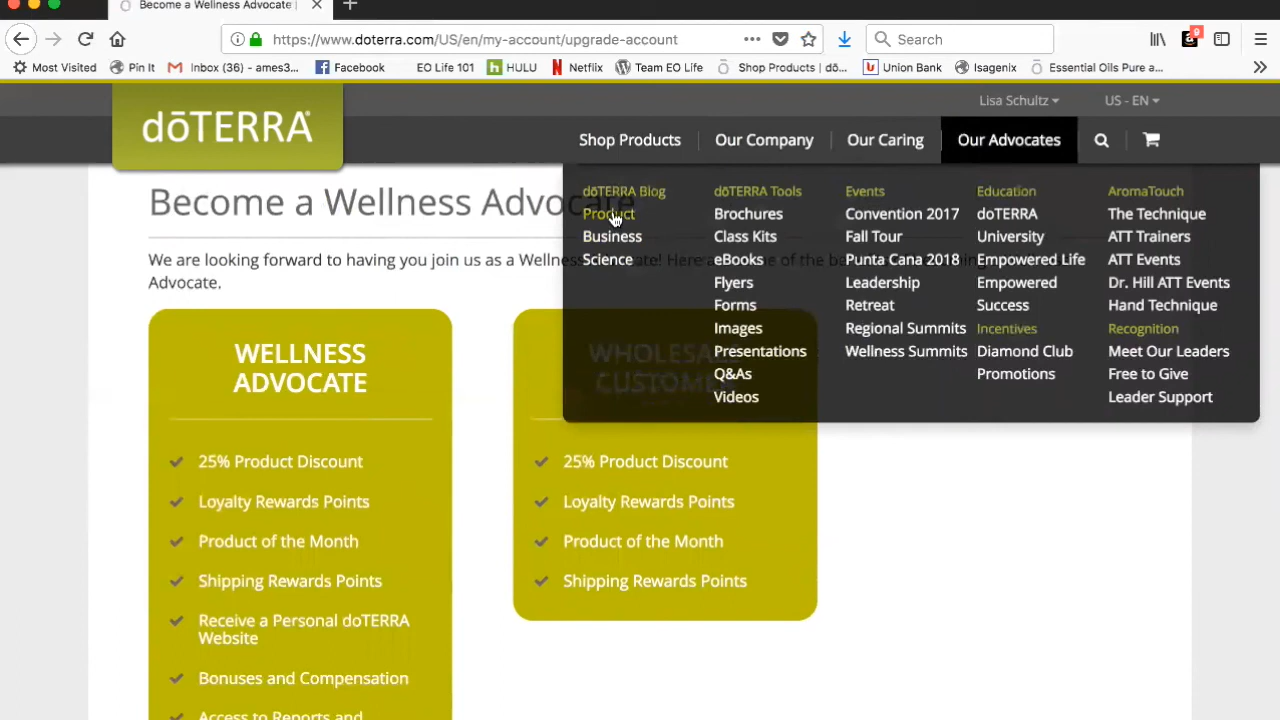 Become a Wellness Advocate |
https://www.doterra.com/US/en/my-account/upgrade-account
Search
9
Most Visited
Pin It
Inbox (36) - ames3...
Facebook
EO Life 101
h HULU
Netflix
Team EO Life
Shop Products | dō...
Union Bank
Isagenix
Essential Oils Pure a...
Lisa Schultz
US - EN
dōTERRA®
Shop Products
Our Company
Our Caring
Our Advocates
dōTERRA Blog
Product
Business
Science
dōTERRA Tools
Brochures
Class Kits
eBooks
Flyers
Forms
Images
Presentations
Q&As
Videos
Events
Convention 2017
Fall Tour
Punta Cana 2018
Leadership
Retreat
Regional Summits
Wellness Summits
Education
doTERRA
University
Empowered Life
Empowered
Success
Incentives
Diamond Club
Promotions
AromaTouch
The Technique
ATT Trainers
ATT Events
Dr. Hill ATT Events
Hand Technique
Recognition
Meet Our Leaders
Free to Give
Leader Support
Become a Wellness Advocate
We are looking forward to having you join us as a Wellness Advocate! Here
Advocate.
WELLNESS
ADVOCATE
25% Product Discount
Loyalty Rewards Points
Product of the Month
Shipping Rewards Points
Receive a Personal doTERRA
Website
Bonuses and Compensation
Access to Reports and
WHOLESALE
CUSTOMER
25% Product Discount
Loyalty Rewards Points
Product of the Month
Shipping Rewards Points